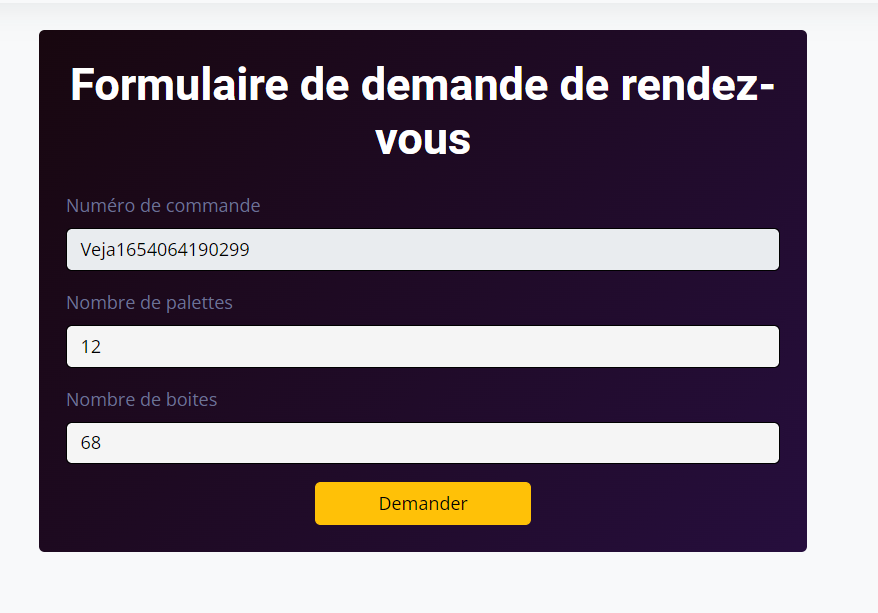 Formulaire de demande de rendez-
vous
Numéro de commande
Veja1654064190299
Nombre de palettes
12
Nombre de boites
68
Demander